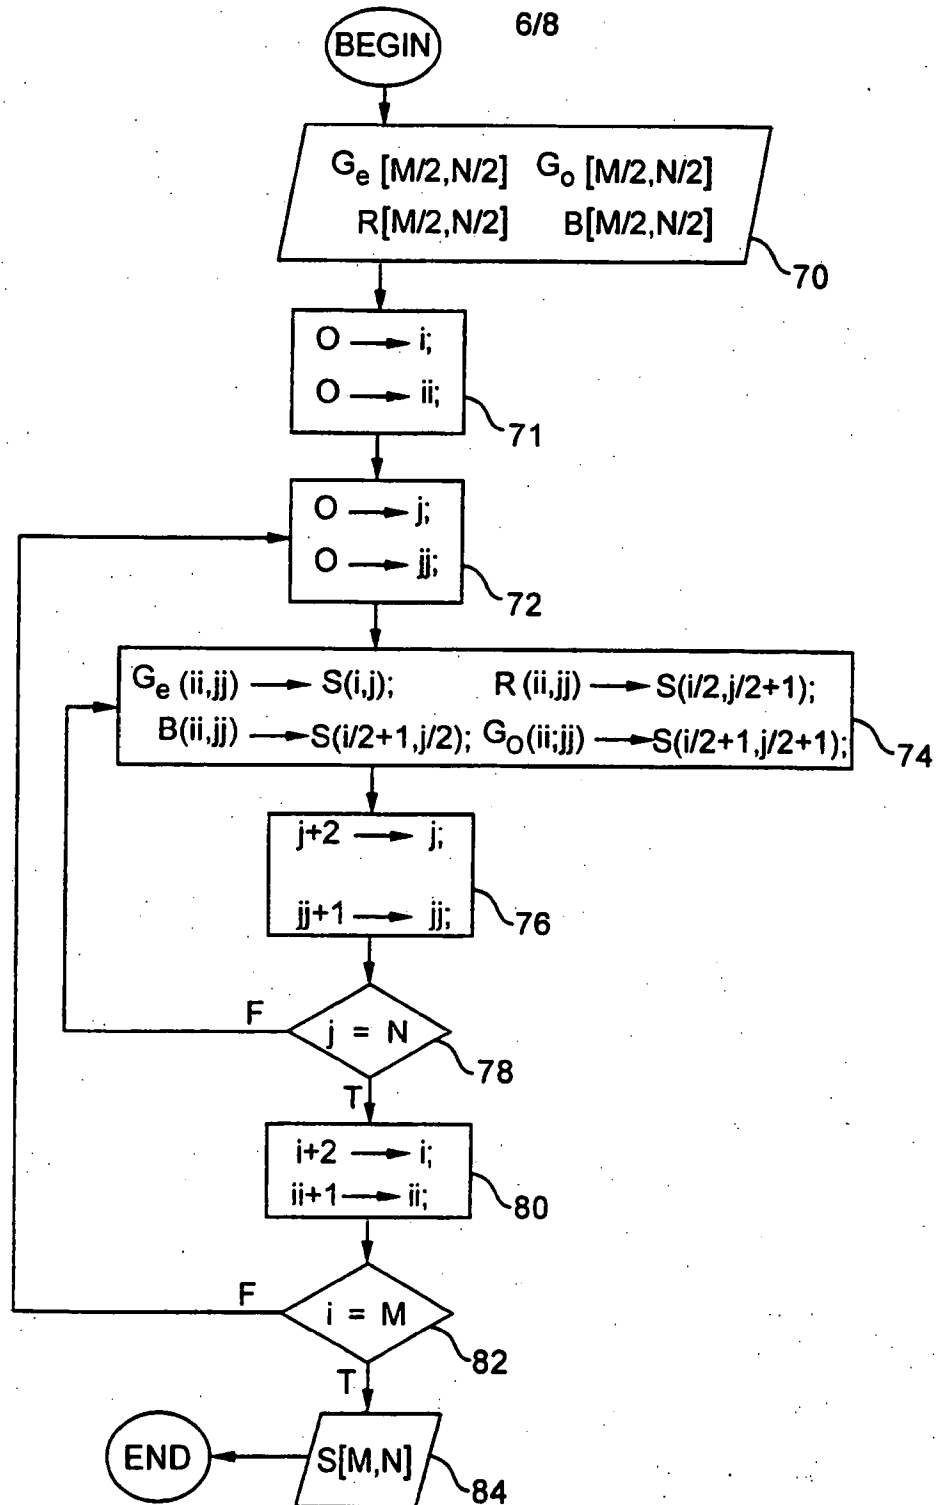 6/8
BEGIN
Ge [M/2,N/2] Go [M/2,N/2]
R[M/2,N/2] B[M/2,N/2]
70
O → i;
O → ii;
71
O → j;
O → jj;
72
Ge (ii,jj) → S(i,j); R (ii,jj) → S(i/2,j/2+1);
B(ii,jj) → S(i/2+1,j/2); GO(ii;jj) → S(i/2+1,j/2+1);
74
j+2 → j;
jj+1 → jj;
76
F
j = N
78
T
i+2 → i;
ii+1 → ii;
80
F
i = M
82
T
END
S[M,N]
84